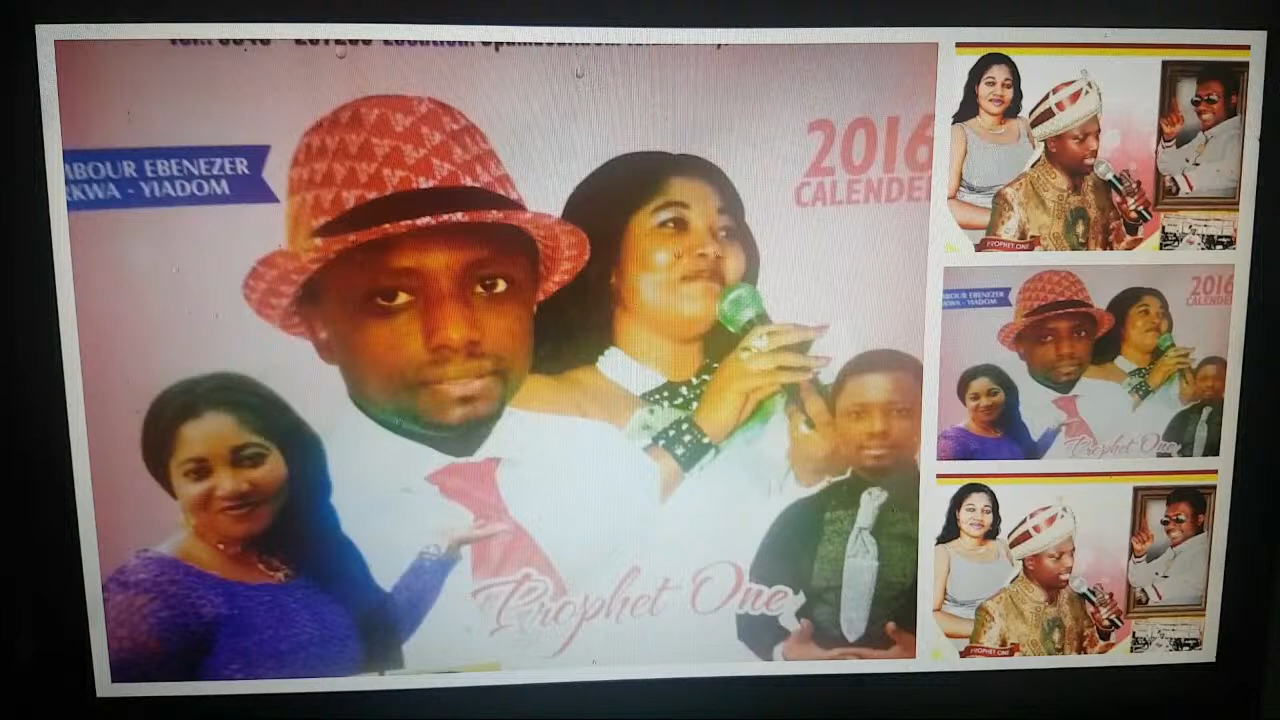 ABOUR EBENEZER
KWA - YIADOM
2016
CALENDE
Prophet One
PROPHET ONE
ABOUR EBENEZER
KWA - YIADOM
2016
CALENDE
Prophet One
PROPHET ONE